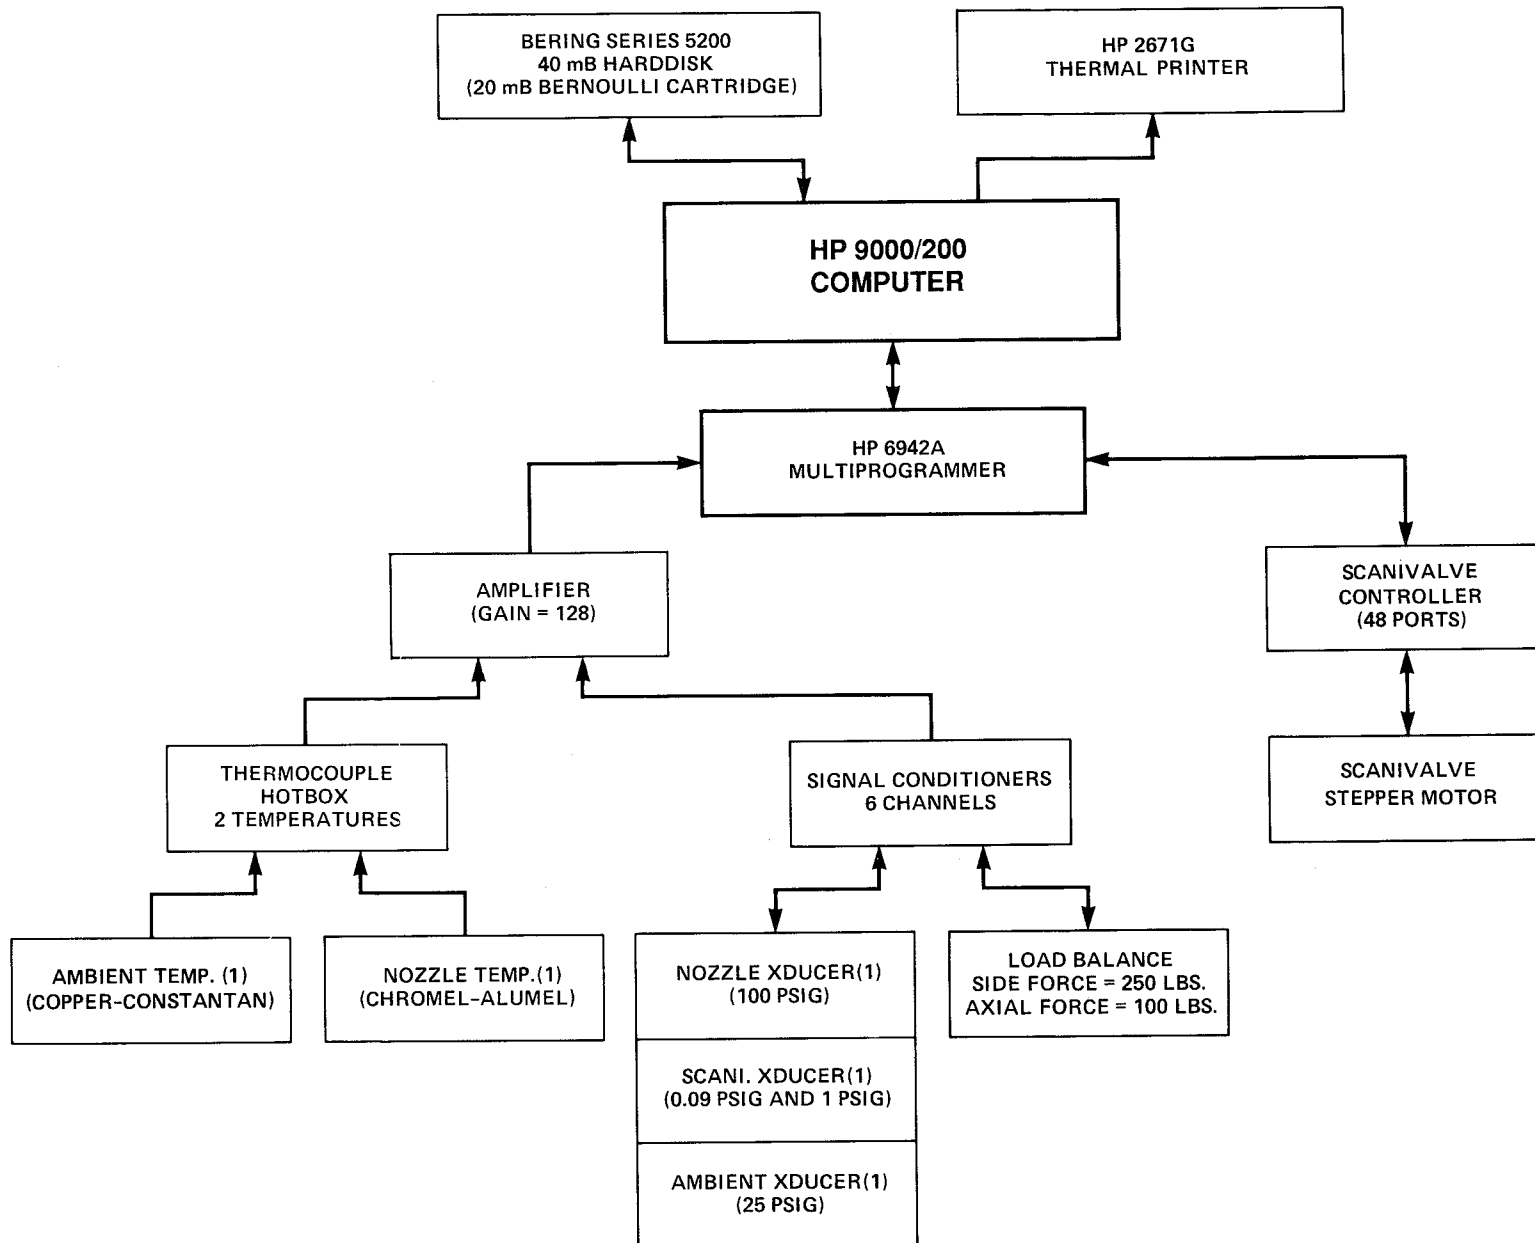 BERING SERIES 5200
40 mB HARDDISK
(20 mB BERNOULLI CARTRIDGE)
HP 2671G
THERMAL PRINTER
HP 9000/200
COMPUTER
HP 6942A
MULTIPROGRAMMER
AMPLIFIER
(GAIN = 128)
SCANIVALVE
CONTROLLER
(48 PORTS)
THERMOCOUPLE
HOTBOX
2 TEMPERATURES
SIGNAL CONDITIONERS
6 CHANNELS
SCANIVALVE
STEPPER MOTOR
AMBIENT TEMP. (1)
(COPPER-CONSTANTAN)
NOZZLE TEMP.(1)
(CHROMEL-ALUMEL)
NOZZLE XDUCER(1)
(100 PSIG)
LOAD BALANCE
SIDE FORCE = 250 LBS.
AXIAL FORCE = 100 LBS.
SCANI. XDUCER(1)
(0.09 PSIG AND 1 PSIG)
AMBIENT XDUCER(1)
(25 PSIG)